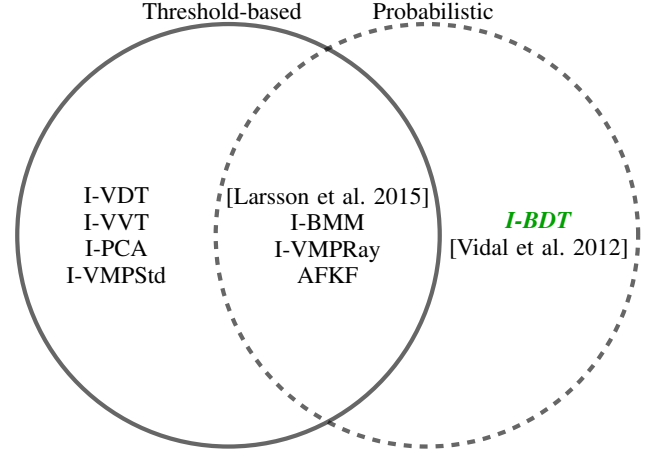 Threshold-based
Probabilistic
I-VDT
I-VVT
I-PCA
I-VMPStd
[Larsson et al. 2015]
I-BMM
I-VMPRay
AFKF
I-BDT
[Vidal et al. 2012]